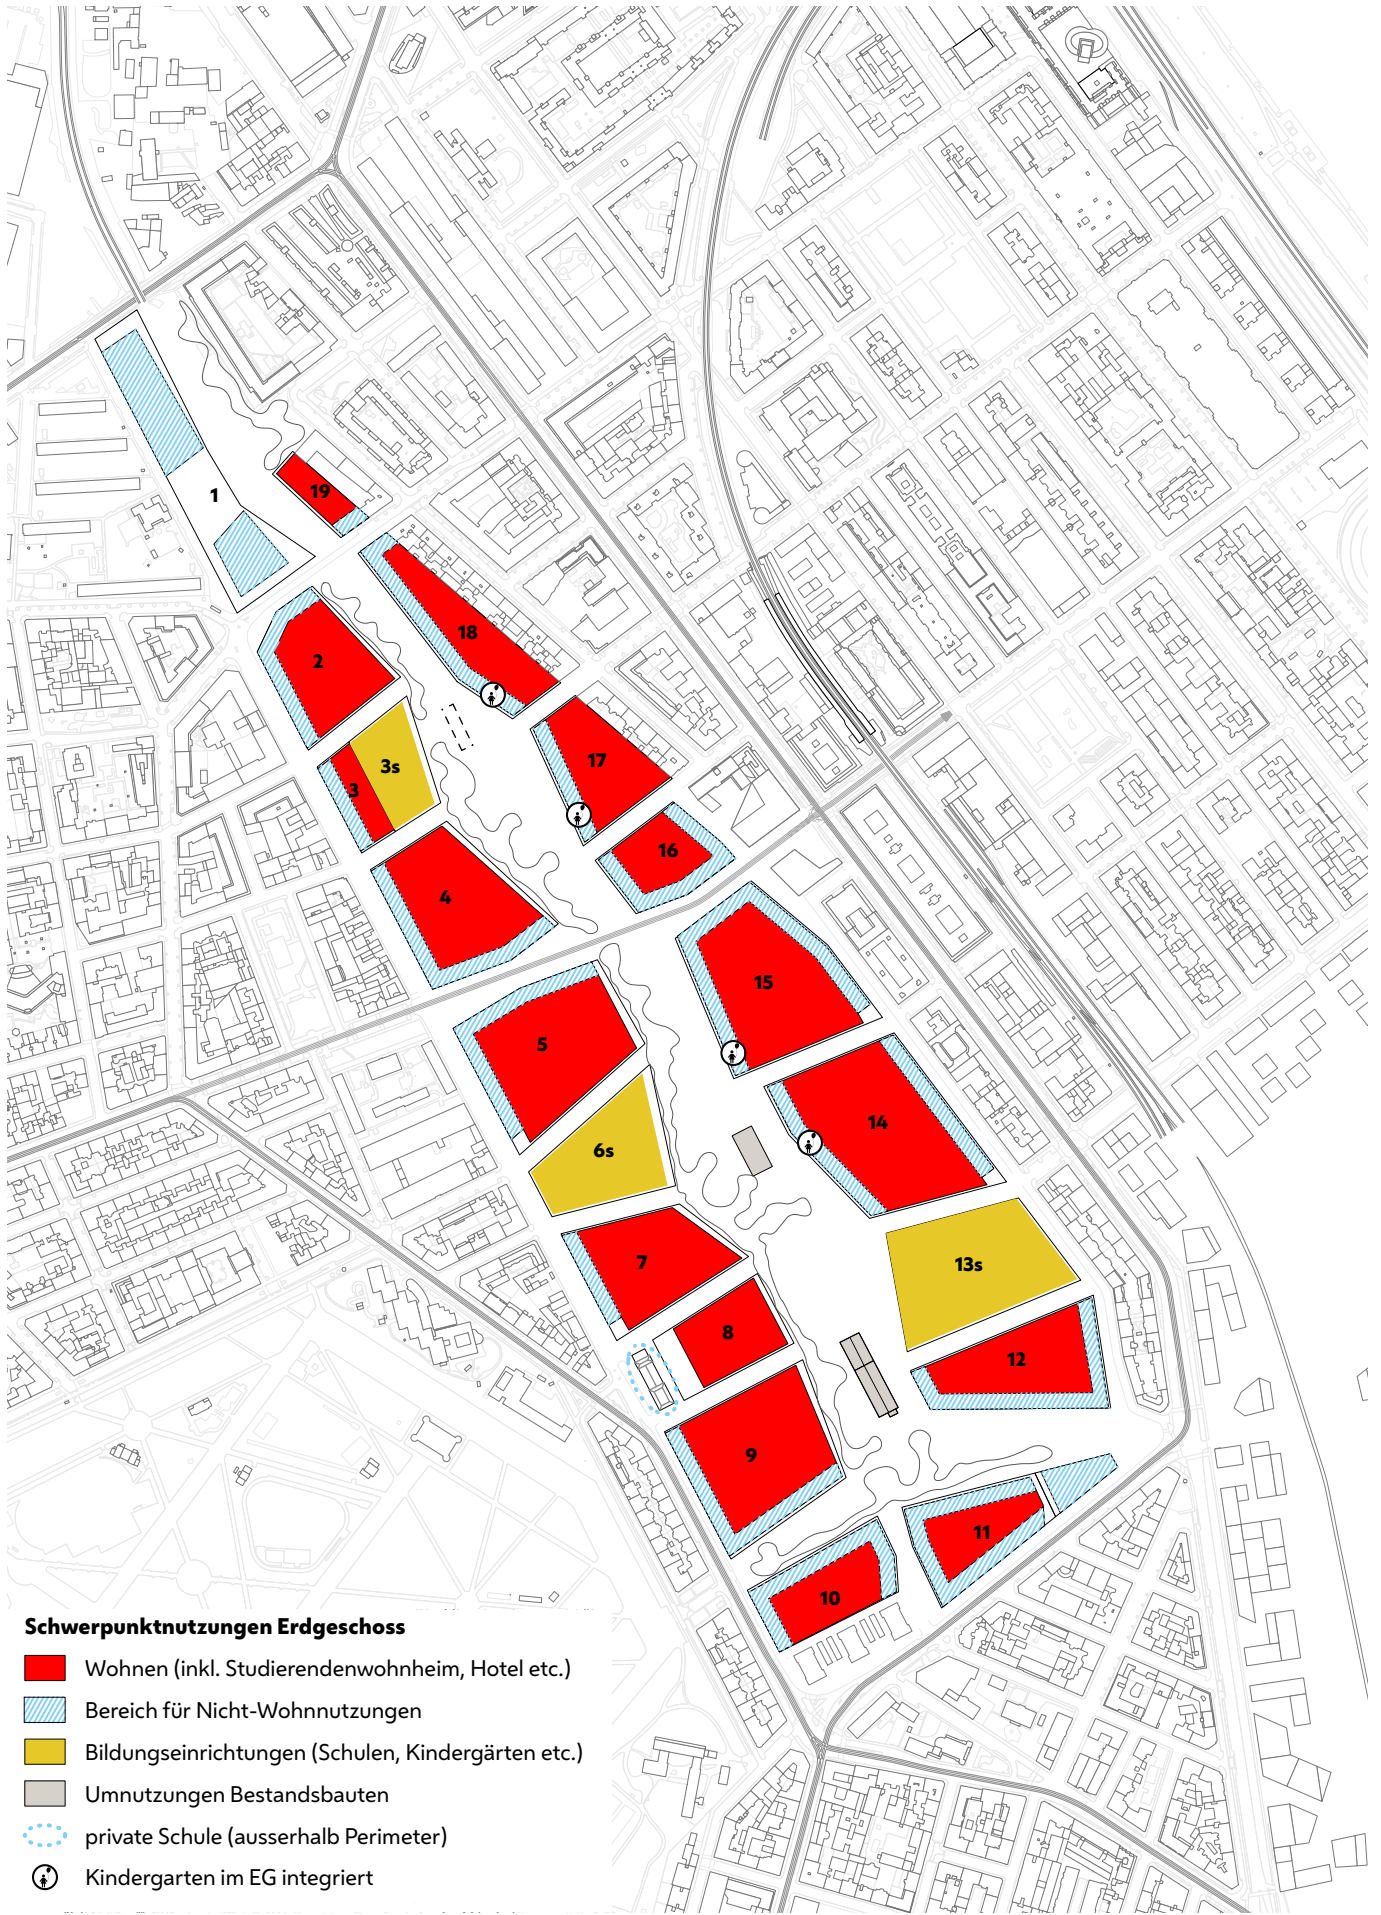 1
19
18
2
17
3s
3
16
4
15
5
14
6s
7
13s
8
12
9
11
10
Schwerpunktnutzungen Erdgeschoss
Wohnen (inkl. Studierendenwohnheim, Hotel etc.)
Bereich für Nicht-Wohnnutzungen
Bildungseinrichtungen (Schulen, Kindergärten etc.)
Umnutzungen Bestandsbauten
private Schule (ausserhalb Perimeter)
Kindergarten im EG integriert